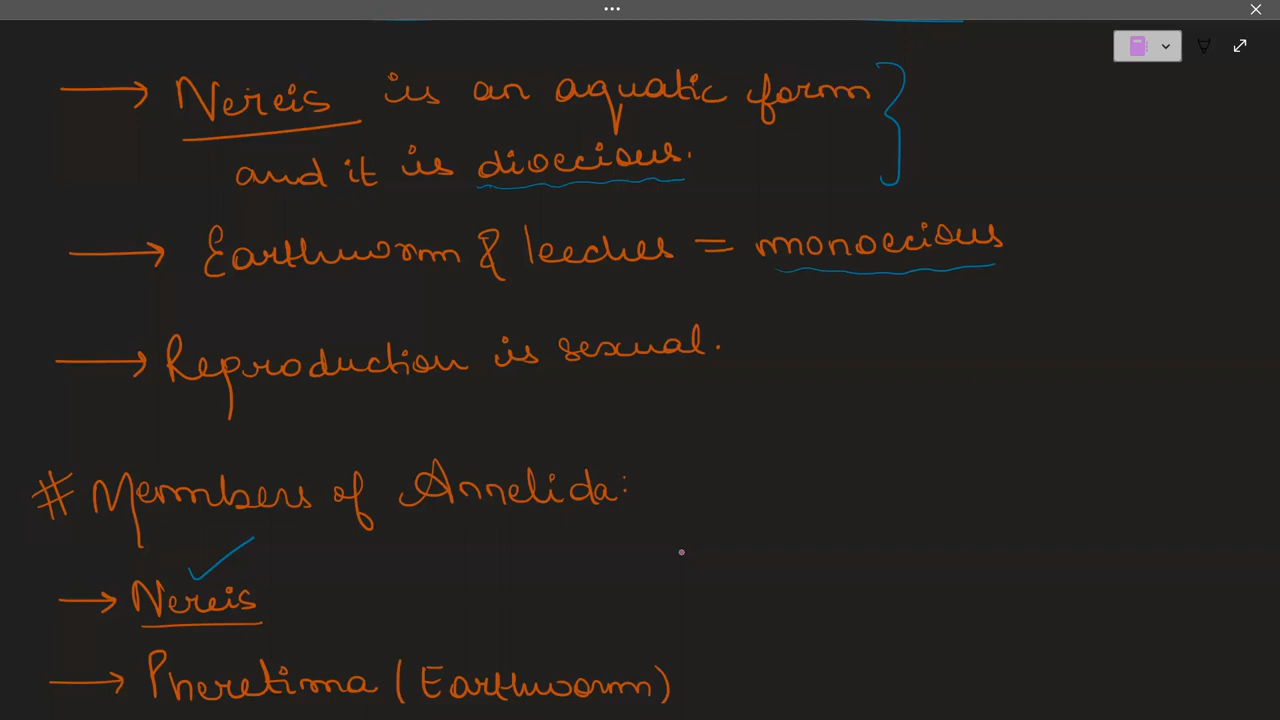 → Nereis is an aquatic form
and it is dioecious.
→ Earthworm & leeches = monoecious
→ Reproduction is sexual.
# Members of Annelida:
→ Nereis
→ Pheretima (Earthworm)